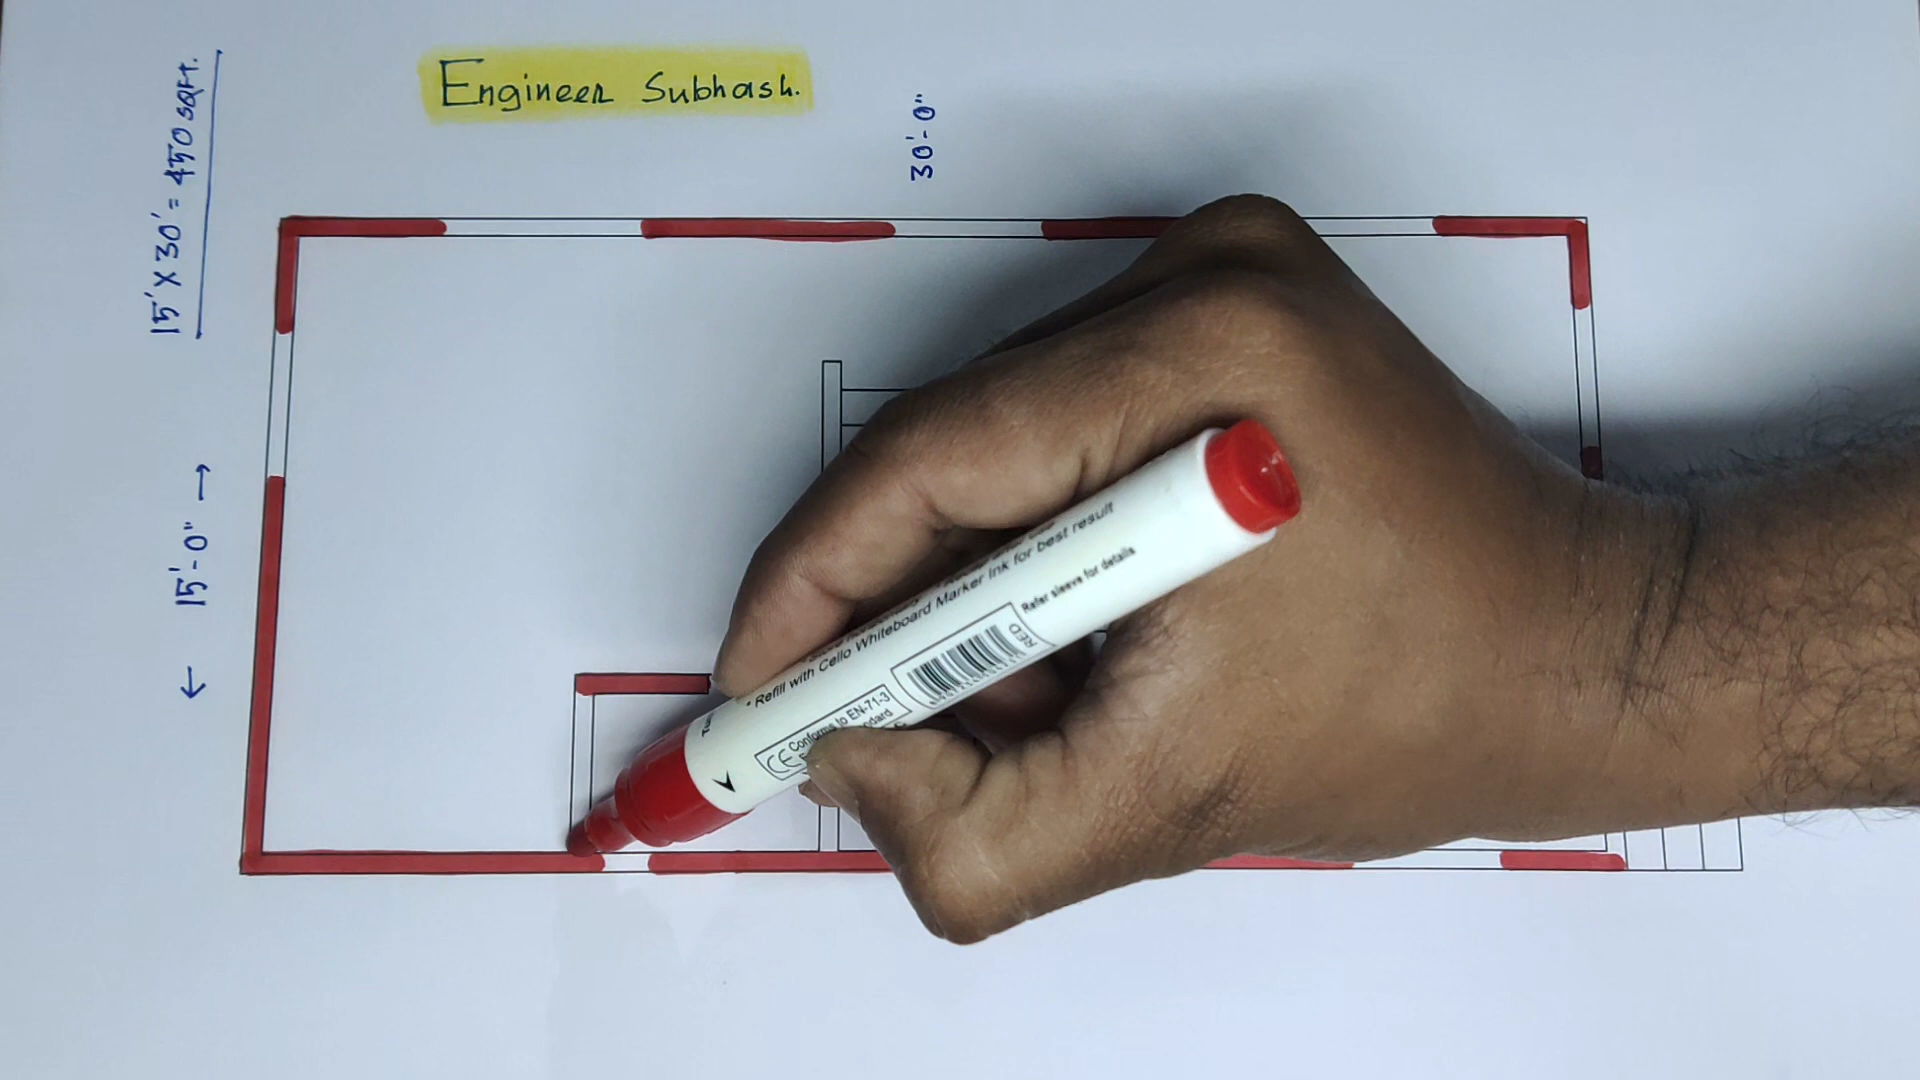 Engineer Subhash.
15' X 30' = 450 SQFT.
30'-0"
← 15'-0" →
* Refill with Cello Whiteboard Marker Ink for best result
Refer sleeve for details
RED
CE Conforms to EN-71-3